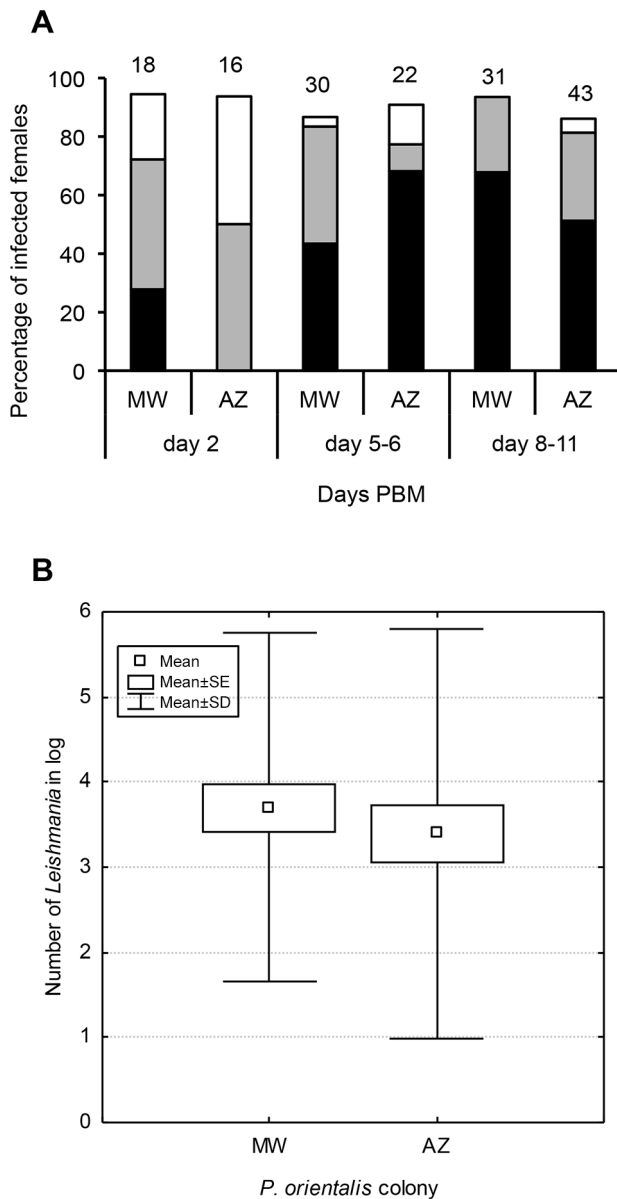 A
18 16 30 22 31 43
100
80
60
40
20
0
Percentage of infected females
MW AZ MW AZ MW AZ
day 2 day 5-6 day 8-11
Days PBM
B
6
5
4
3
2
1
0
Number of Leishmania in log
Mean
Mean±SE
Mean±SD
MW AZ
P. orientalis colony